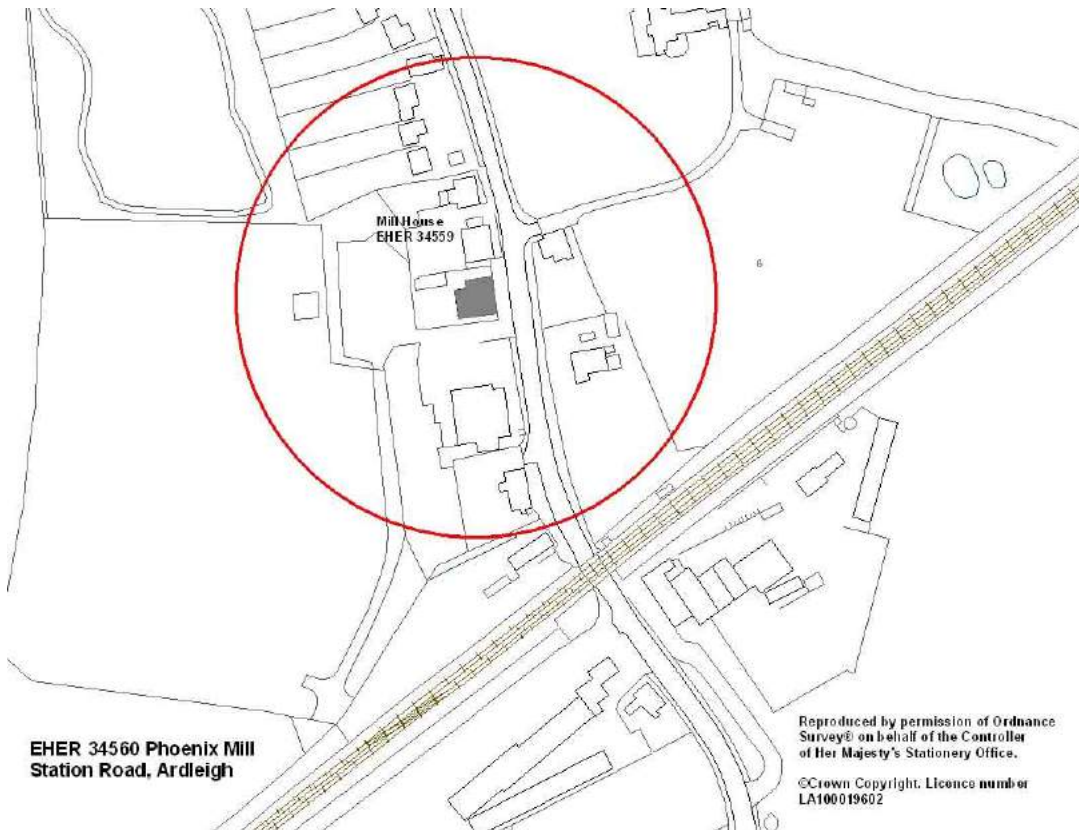 Mill House
EHER 34559
6
EHER 34560 Phoenix Mill
Station Road, Ardleigh
Reproduced by permission of Ordnance
Survey® on behalf of the Controller
of Her Majesty's Stationery Office.
©Crown Copyright. Licence number
LA100019602